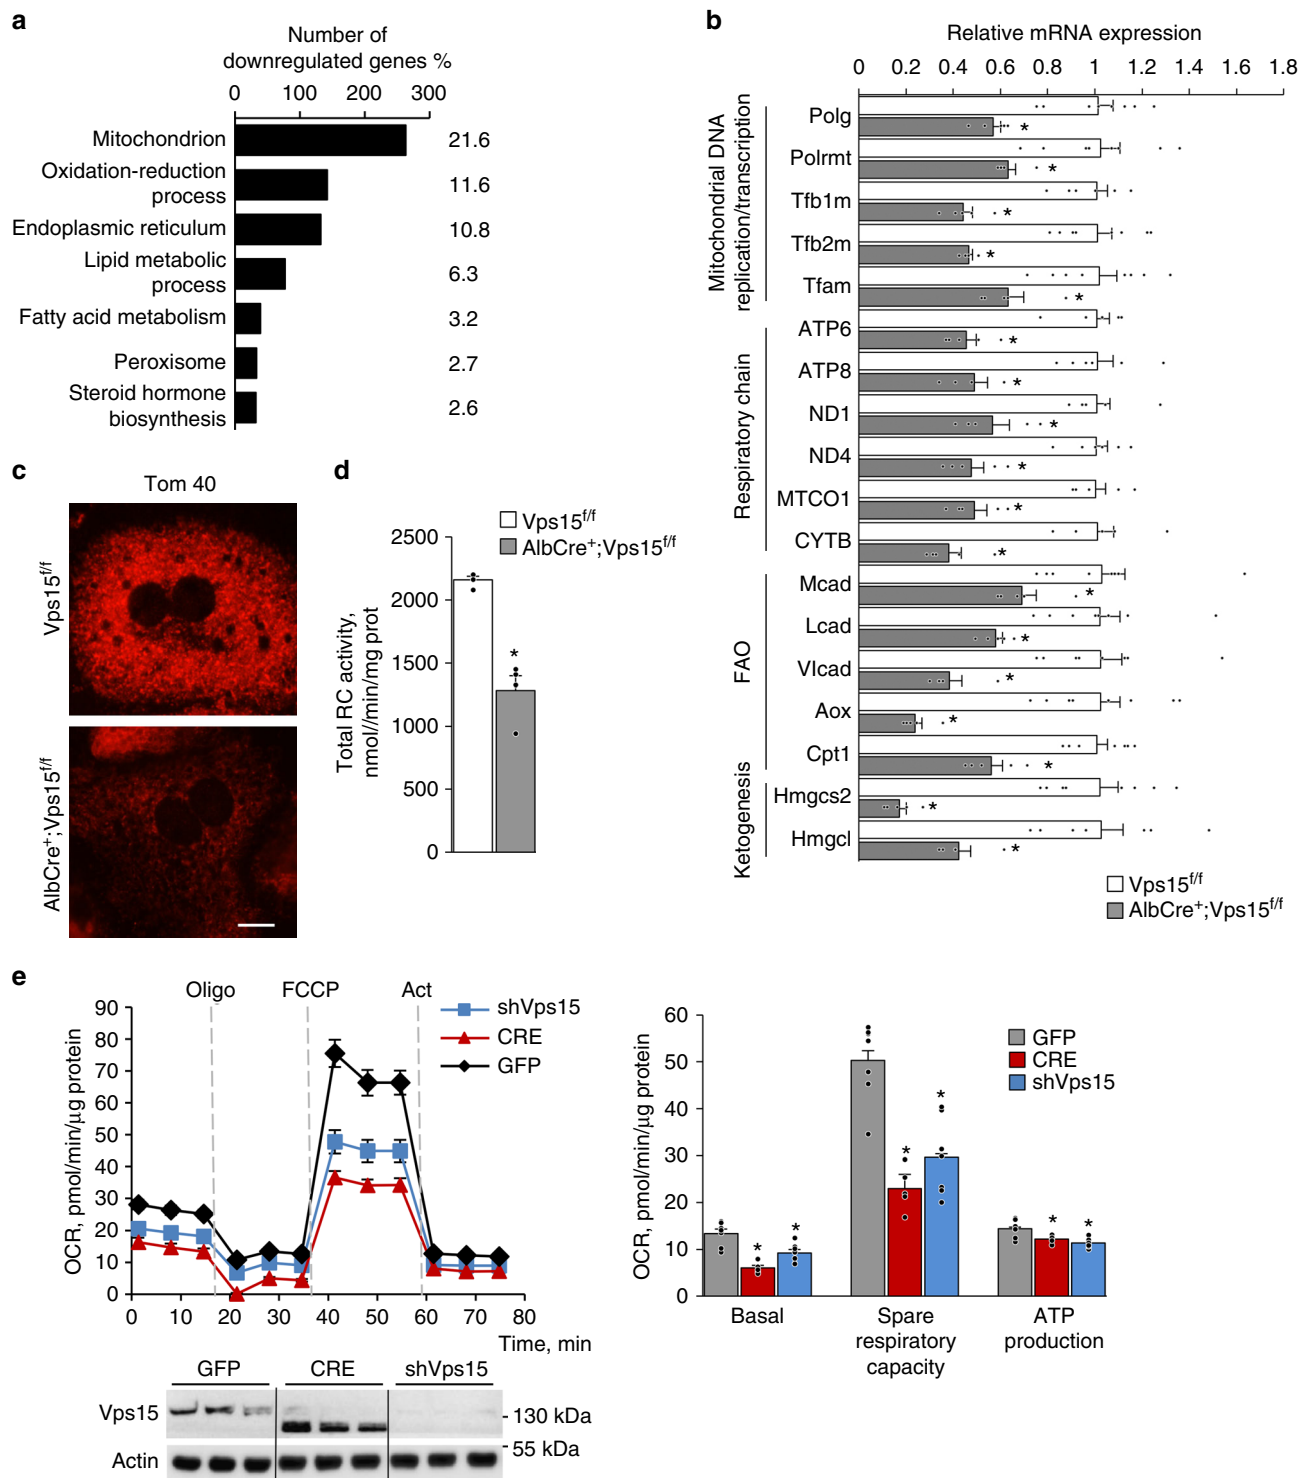 a
Number of
downregulated genes %
0 100 200 300
Mitochondrion 21.6
Oxidation-reduction
process
11.6
Endoplasmic reticulum 10.8
Lipid metabolic
process
6.3
Fatty acid metabolism 3.2
Peroxisome 2.7
Steroid hormone
biosynthesis
2.6
b
Relative mRNA expression
0 0.2 0.4 0.6 0.8 1 1.2 1.4 1.6 1.8
Mitochondrial DNA
replication/transcription
Polg
*
Polrmt
*
Tfb1m
*
Tfb2m
*
Tfam
*
Respiratory chain
ATP6
*
ATP8
*
ND1
*
ND4
*
MTCO1
*
CYTB
*
FAO
Mcad
*
Lcad
*
Vlcad
*
Aox
*
Cpt1
*
Ketogenesis
Hmgcs2
*
Hmgcl
*
Vps15f/f
AlbCre+;Vps15f/f
c
Tom 40
Vps15f/f
AlbCre+;Vps15f/f
d
Vps15f/f
AlbCre+;Vps15f/f
Total RC activity,
nmol//min/mg prot
2500
2000
1500
1000
500
0
*
e
Oligo FCCP Act
shVps15
CRE
GFP
OCR, pmol/min/µg protein
90
80
70
60
50
40
30
20
10
0
0 10 20 30 40 50 60 70 80
Time, min
GFP CRE shVps15
Vps15
130 kDa
55 kDa
Actin
OCR, pmol/min/µg protein
60
50
40
30
20
10
0
GFP
CRE
shVps15
* *
* *
* *
Basal
Spare
respiratory
capacity
ATP
production